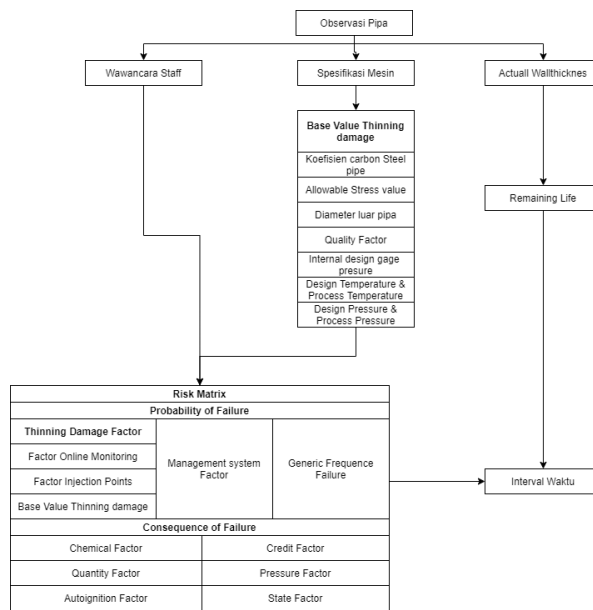 Observasi Pipa
Wawancara Staff
Spesifikasi Mesin
Actuall Wallthicknes
Base Value Thinning
damage
Koefisien carbon Steel
pipe
Allowable Stress value
Diameter luar pipa
Quality Factor
Internal design gage
presure
Design Temperature &
Process Temperature
Design Pressure &
Process Pressure
Remaining Life
Risk Matrix
Probability of Failure
Thinning Damage Factor
Factor Online Monitoring
Factor Injection Points
Base Value Thinning damage
Management system
Factor
Generic Frequence
Failure
Interval Waktu
Consequence of Failure
Chemical Factor
Credit Factor
Quantity Factor
Pressure Factor
Autoignition Factor
State Factor